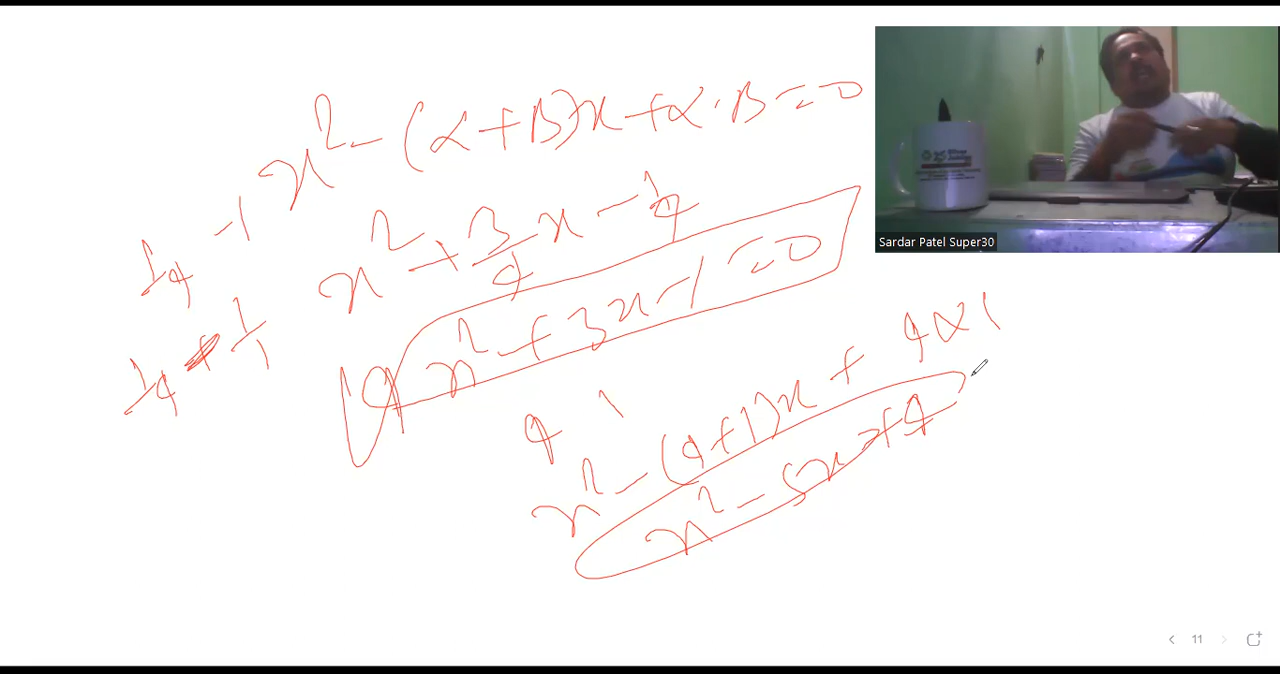 x² - (α+β)x + α·β = 0
1/4 -1
x² + 3/4 x - 1/4
4x² + 3x - 1 = 0
1/4 + 1/1
4 1
x² - (4+1)x + 4×1
x² - 5x + 4
Sardar Patel Super30
11